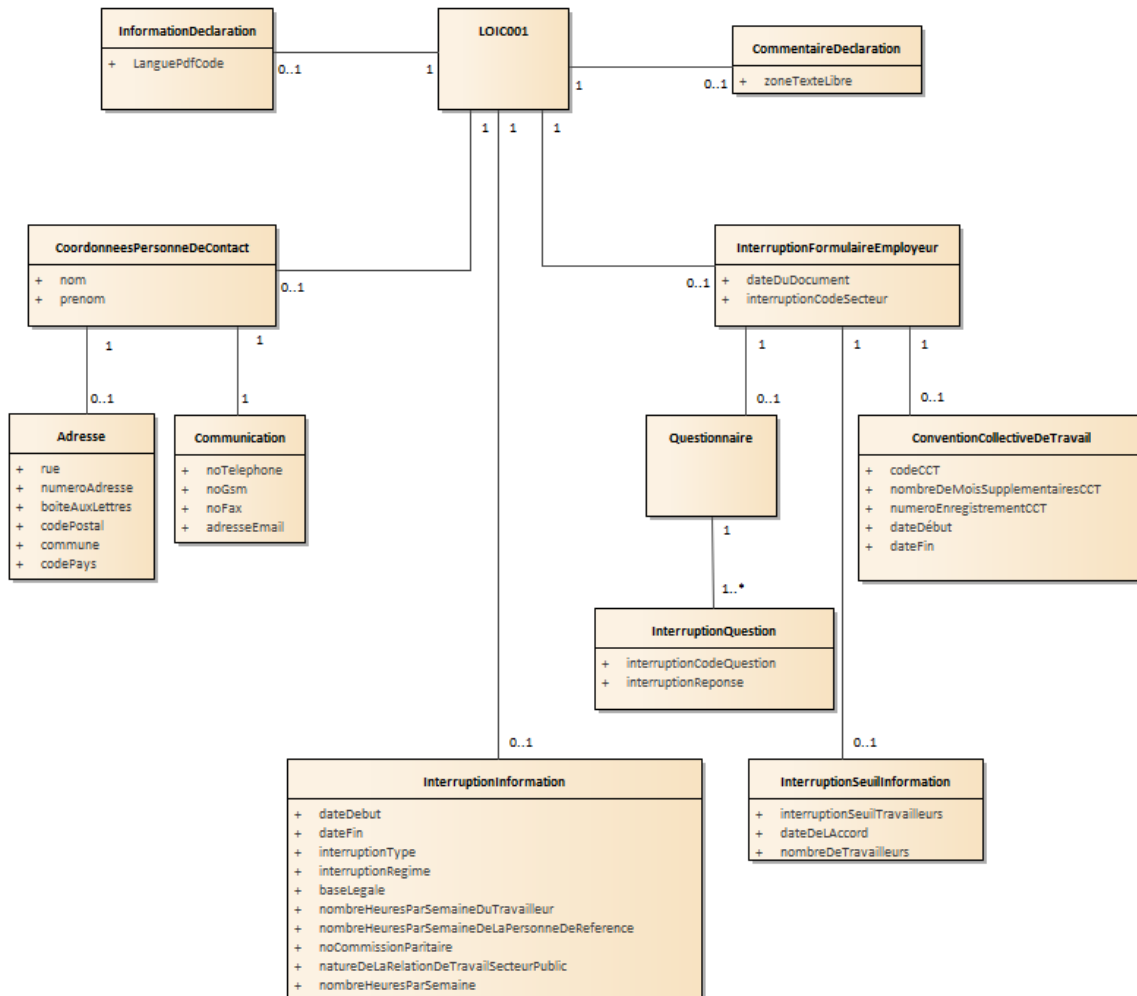 InformationDeclaration
+ LanguePdfCode
LOIC001
CommentaireDeclaration
+ zoneTexteLibre
0..1
1
1
0..1
1
1
1
CoordonneesPersonneDeContact
+ nom
+ prenom
0..1
InterruptionFormulaireEmployeur
+ dateDuDocument
+ interruptionCodeSecteur
0..1
1
1
1
1
1
0..1
1
0..1
0..1
Adresse
+ rue
+ numeroAdresse
+ boiteAuxLettres
+ codePostal
+ commune
+ codePays
Communication
+ noTelephone
+ noGsm
+ noFax
+ adresseEmail
Questionnaire
ConventionCollectiveDeTravail
+ codeCCT
+ nombreDeMoisSupplementairesCCT
+ numeroEnregistrementCCT
+ dateDébut
+ dateFin
1
1..*
InterruptionQuestion
+ interruptionCodeQuestion
+ interruptionReponse
0..1
0..1
InterruptionInformation
+ dateDebut
+ dateFin
+ interruptionType
+ interruptionRegime
+ baseLegale
+ nombreHeuresParSemaineDuTravailleur
+ nombreHeuresParSemaineDeLaPersonneDeReference
+ noCommissionParitaire
+ natureDeLaRelationDeTravailSecteurPublic
+ nombreHeuresParSemaine
InterruptionSeuilInformation
+ interruptionSeuilTravailleurs
+ dateDeLAccord
+ nombreDeTravailleurs